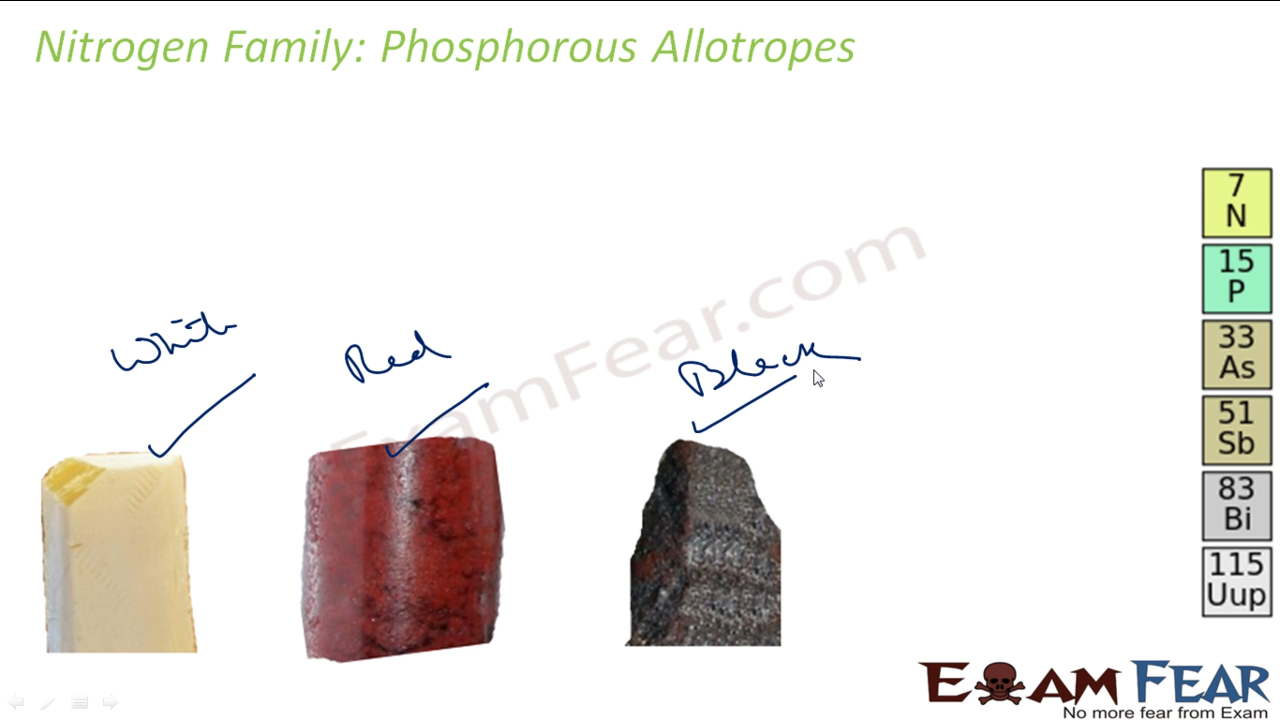 Nitrogen Family: Phosphorous Allotropes
ExamFear.com
White
Red
Black
7
N
15
P
33
As
51
Sb
83
Bi
115
Uup
EXAM FEAR
No more fear from Exam